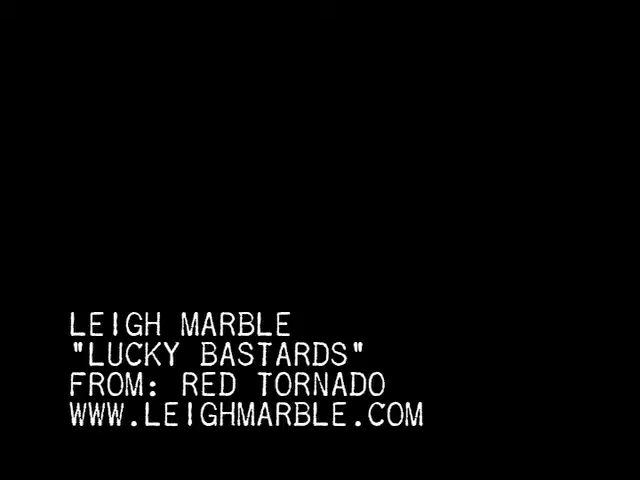 LEIGH MARBLE
"LUCKY BASTARDS"
FROM: RED TORNADO
WWW.LEIGHMARBLE.COM